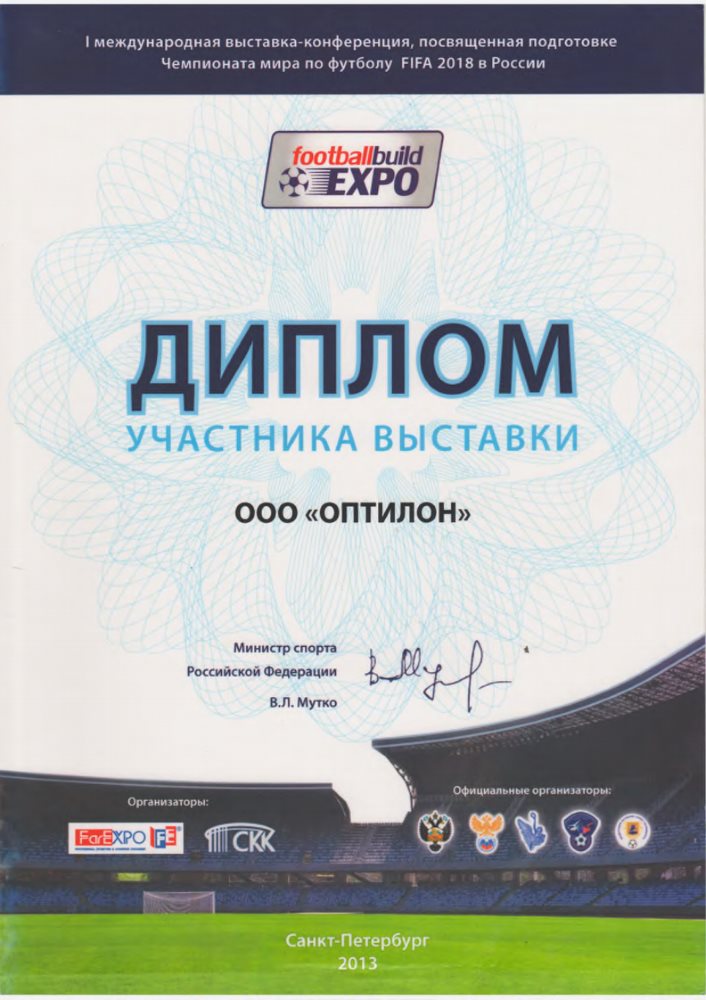 I международная выставка-конференция, посвященная подготовке
Чемпионата мира по футболу FIFA 2018 в России
footballbuild
EXPO
ДИПЛОМ
УЧАСТНИКА ВЫСТАВКИ
ООО «ОПТИЛОН»
Министр спорта
Российской Федерации
В.Л. Мутко
Организаторы:
Официальные организаторы:
FarEXPO IFE
СКК
Санкт-Петербург
2013